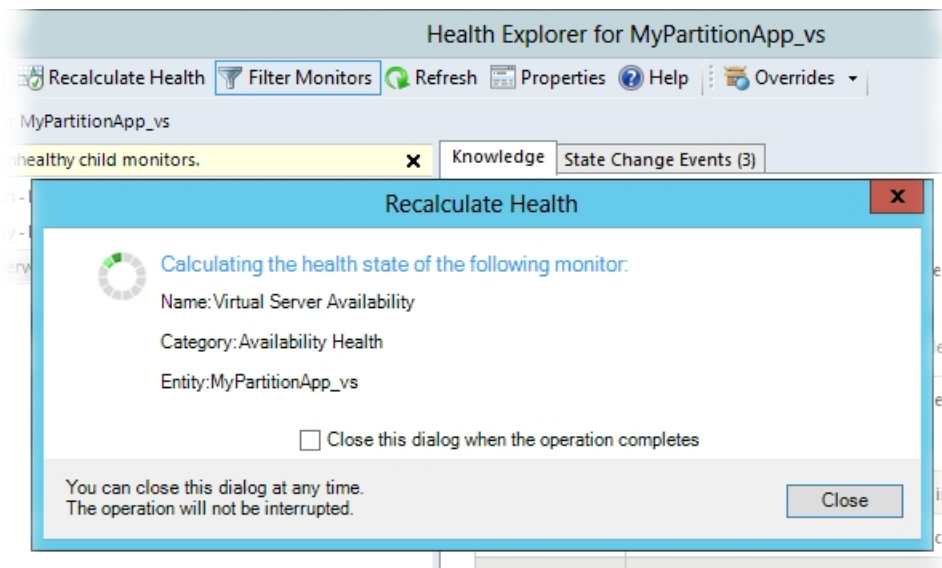 Health Explorer for MyPartitionApp_vs
Recalculate Health Filter Monitors Refresh Properties Help Overrides
MyPartitionApp_vs
child monitors.
Knowledge State Change Events (3)
Recalculate Health
Calculating the health state of the following monitor:
Name:Virtual Server Availability
Category:Availability Health
Entity:MyPartitionApp_vs
Close this dialog when the operation completes
You can close this dialog at any time.
The operation will not be interrupted.
Close